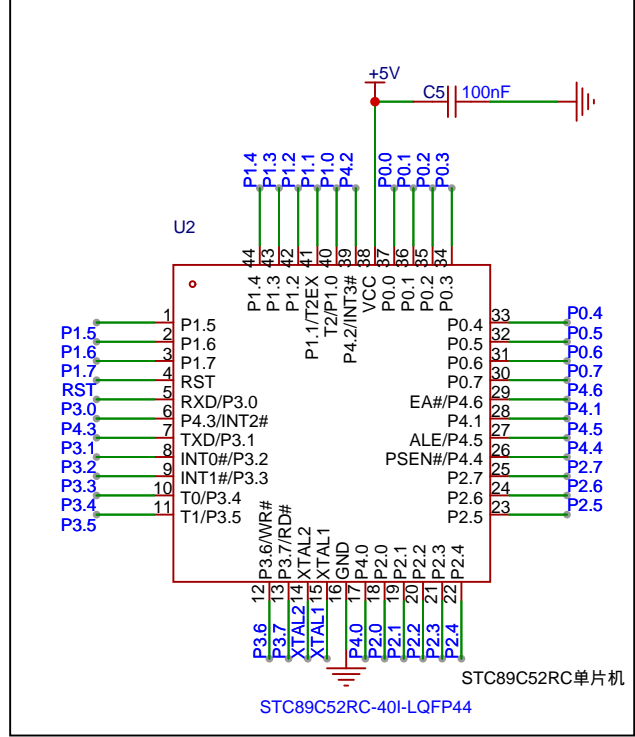 +5V
C5 100nF
P1.4 P1.3 P1.2 P1.1 P1.0 P4.2 P0.0 P0.1 P0.2 P0.3
U2
44 43 42 41 40 39 38 37 36 35 34
P1.4 P1.3 P1.2 P1.1/T2EX T2/P1.0 P4.2/INT3# VCC P0.0 P0.1 P0.2 P0.3
P1.5 1 P1.5
P1.6 2 P1.6
P1.7 3 P1.7
RST 4 RST
P3.0 5 RXD/P3.0
P4.3 6 P4.3/INT2#
P3.1 7 TXD/P3.1
P3.2 8 INT0#/P3.2
P3.3 9 INT1#/P3.3
P3.4 10 T0/P3.4
P3.5 11 T1/P3.5
P0.4 33 P0.4
P0.5 32 P0.5
P0.6 31 P0.6
P0.7 30 P0.7
EA#/P4.6 29 P4.6
P4.1 28 P4.1
ALE/P4.5 27 P4.5
PSEN#/P4.4 26 P4.4
P2.7 25 P2.7
P2.6 24 P2.6
P2.5 23 P2.5
P3.6/WR# P3.7/RD# XTAL2 XTAL1 GND P4.0 P2.0 P2.1 P2.2 P2.3 P2.4
12 13 14 15 16 17 18 19 20 21 22
P3.6 P3.7 XTAL2 XTAL1 P4.0 P2.0 P2.1 P2.2 P2.3 P2.4
STC89C52RC单片机
STC89C52RC-40I-LQFP44